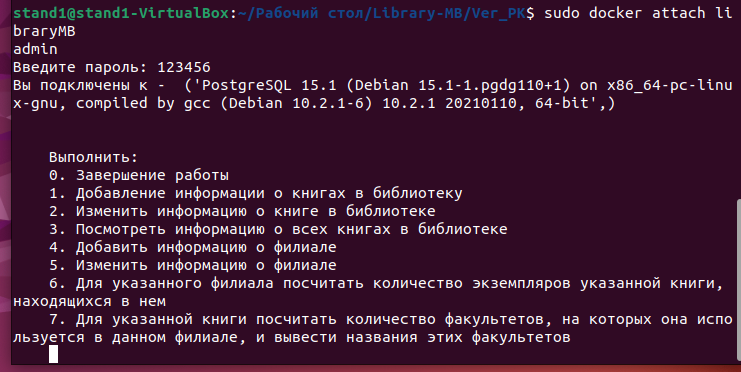 stand1@stand1-VirtualBox:~/Рабочий стол/Library-MB/Ver_PK$ sudo docker attach li
braryMB
admin
Введите пароль: 123456
Вы подключены к -  ('PostgreSQL 15.1 (Debian 15.1-1.pgdg110+1) on x86_64-pc-linu
x-gnu, compiled by gcc (Debian 10.2.1-6) 10.2.1 20210110, 64-bit',)
Выполнить:
0. Завершение работы
1. Добавление информации о книгах в библиотеку
2. Изменить информацию о книге в библиотеке
3. Посмотреть информацию о всех книгах в библиотеке
4. Добавить информацию о филиале
5. Изменить информацию о филиале
6. Для указанного филиала посчитать количество экземпляров указанной книги,
находящихся в нем
7. Для указанной книги посчитать количество факультетов, на которых она испо
льзуется в данном филиале, и вывести названия этих факультетов